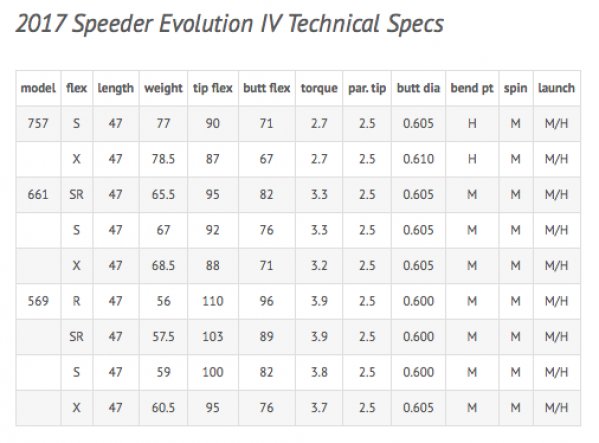 2017 Speeder Evolution IV Technical Specs
model flex length weight tip flex butt flex torque par. tip butt dia bend pt spin launch
757 S 47 77 90 71 2.7 2.5 0.605 H M M/H
X 47 78.5 87 67 2.7 2.5 0.610 H M M/H
661 SR 47 65.5 95 82 3.3 2.5 0.605 M M M/H
S 47 67 92 76 3.3 2.5 0.605 M M M/H
X 47 68.5 88 71 3.2 2.5 0.605 M M M/H
569 R 47 56 110 96 3.9 2.5 0.600 M M M/H
SR 47 57.5 103 89 3.9 2.5 0.600 M M M/H
S 47 59 100 82 3.8 2.5 0.600 M M M/H
X 47 60.5 95 76 3.7 2.5 0.605 M M M/H